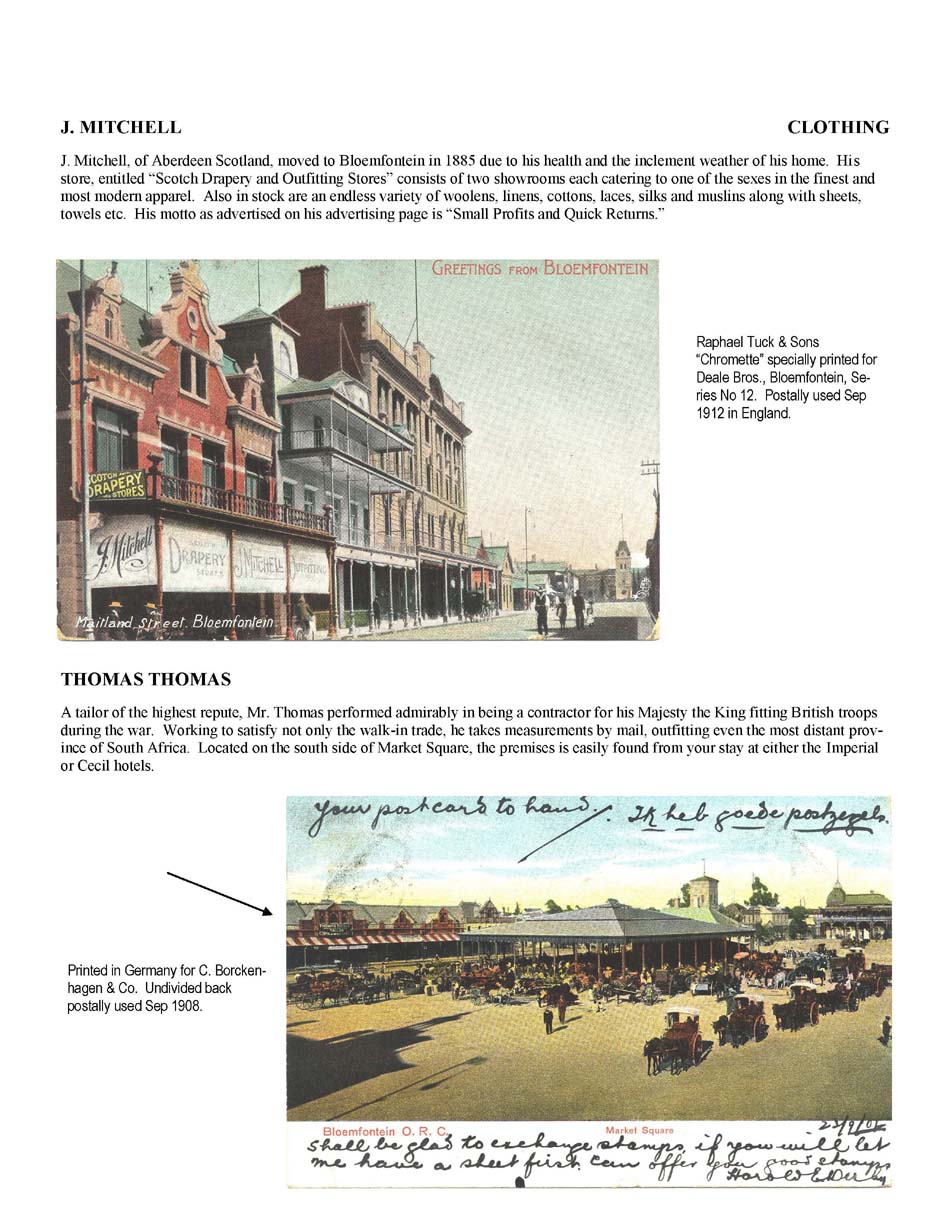 J. MITCHELL CLOTHING
J. Mitchell, of Aberdeen Scotland, moved to Bloemfontein in 1885 due to his health and the inclement weather of his home. His
store, entitled “Scotch Drapery and Outfitting Stores” consists of two showrooms each catering to one of the sexes in the finest and
most modern apparel. Also in stock are an endless variety of woolens, linens, cottons, laces, silks and muslins along with sheets,
towels etc. His motto as advertised on his advertising page is “Small Profits and Quick Returns.”
GREETINGS FROM BLOEMFONTEIN
SCOTCH
DRAPERY
STORES
J. Mitchell
DRAPERY
J. MITCHELL
OUTFITTING
Maitland Street. Bloemfontein.
Raphael Tuck & Sons
“Chromette” specially printed for
Deale Bros., Bloemfontein, Se-
ries No 12. Postally used Sep
1912 in England.
THOMAS THOMAS
A tailor of the highest repute, Mr. Thomas performed admirably in being a contractor for his Majesty the King fitting British troops
during the war. Working to satisfy not only the walk-in trade, he takes measurements by mail, outfitting even the most distant prov-
ince of South Africa. Located on the south side of Market Square, the premises is easily found from your stay at either the Imperial
or Cecil hotels.
Your postcard to hand. Ik heb goede postzegels.
Printed in Germany for C. Borcken-
hagen & Co. Undivided back
postally used Sep 1908.
Bloemfontein O. R. C. Market Square
shall be glad to exchange stamps if you will let
me have a sheet first. Can offer you good stamps
Harold E.